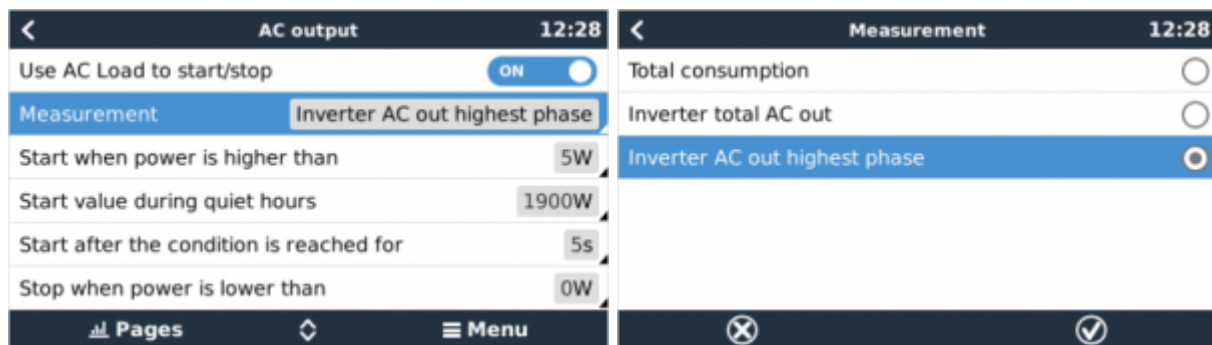 AC output 12:28
Use AC Load to start/stop ON
Measurement Inverter AC out highest phase
Start when power is higher than 5W
Start value during quiet hours 1900W
Start after the condition is reached for 5s
Stop when power is lower than 0W
Pages Menu
Measurement 12:28
Total consumption
Inverter total AC out
Inverter AC out highest phase